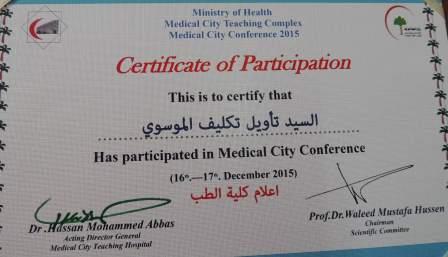 Ministry of Health
Medical City Teaching Complex
Medical City Conference 2015
Certificate of Participation
This is to certify that
السيد تأويل تكليف الموسوي
Has participated in Medical City Conference
(16ᵗʰ.—17ᵗʰ. December 2015)
اعلام كلية الطب
Dr .Hassan Mohammed Abbas
Acting Director General
Medical City Teaching Hospital
Prof.Dr.Waleed Mustafa Hussen
Chairman
Scientific Committee